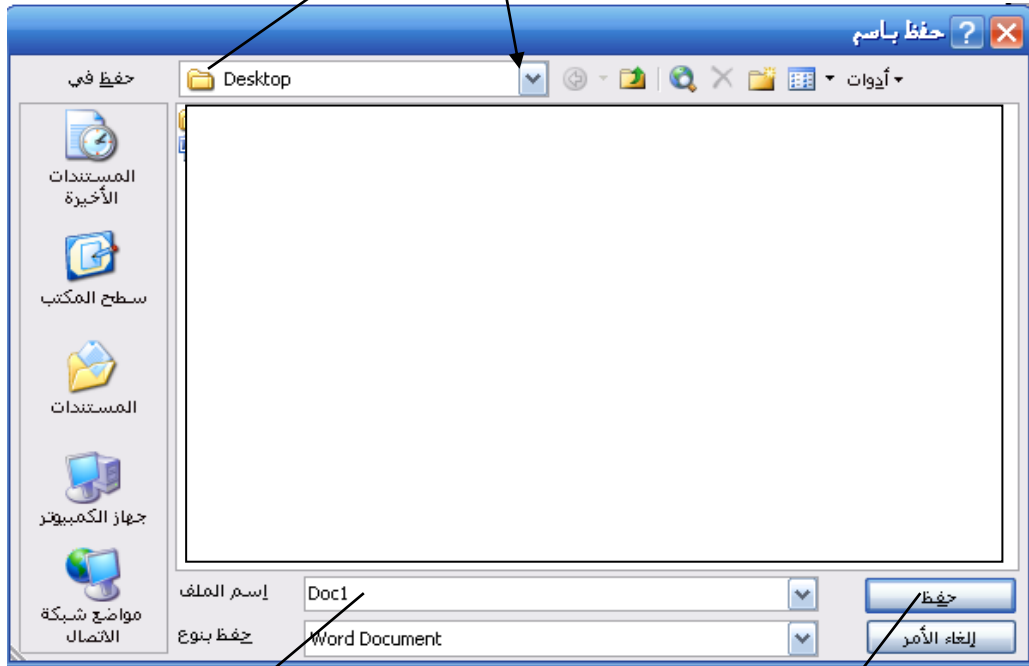 حفظ بـاسم
حفظ في
Desktop
أدوات
المستندات
الأخيرة
سطح المكتب
المستندات
جهاز الكمبيوتر
مواضع شبكة
الاتصال
إسم الملف
Doc1
حفظ
حفظ بنوع
Word Document
إلغاء الأمر